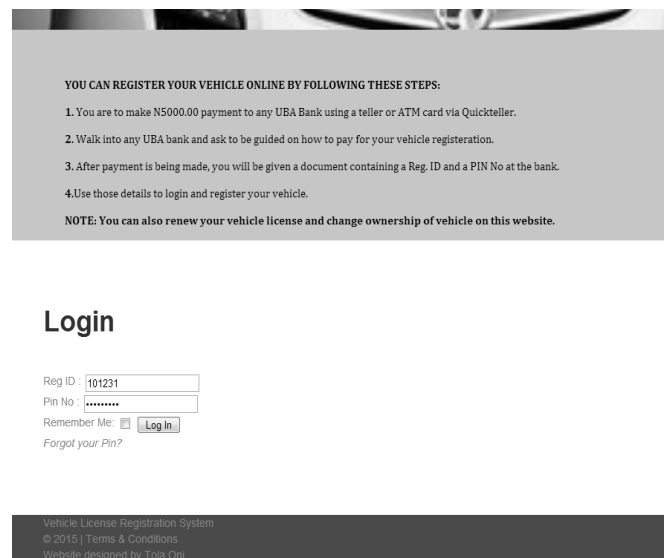 YOU CAN REGISTER YOUR VEHICLE ONLINE BY FOLLOWING THESE STEPS:
1. You are to make N5000.00 payment to any UBA Bank using a teller or ATM card via Quickteller.
2. Walk into any UBA bank and ask to be guided on how to pay for your vehicle registeration.
3. After payment is being made, you will be given a document containing a Reg. ID and a PIN No at the bank.
4.Use those details to login and register your vehicle.
NOTE: You can also renew your vehicle license and change ownership of vehicle on this website.
Login
Reg ID : 101231
Pin No : •••••••••
Remember Me: Log In
Forgot your Pin?
Vehicle License Registration System
© 2015 | Terms & Conditions
Website designed by Tola Oni